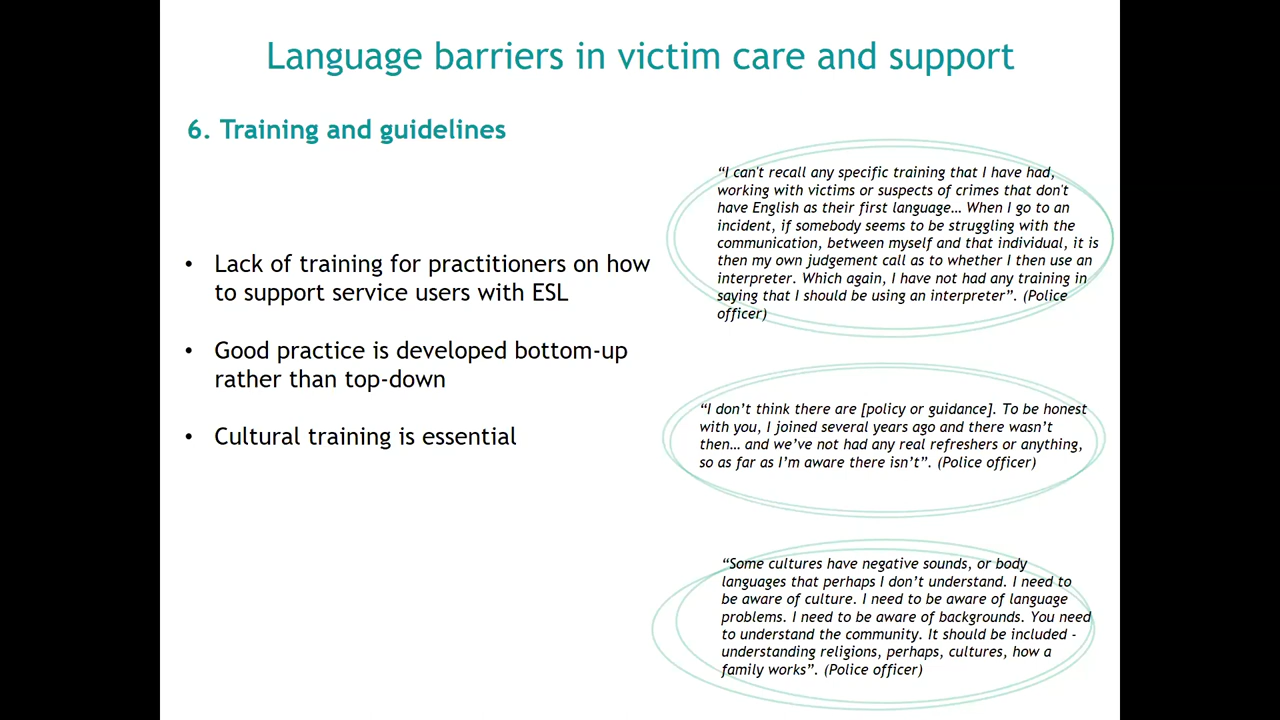 Language barriers in victim care and support
6. Training and guidelines
• Lack of training for practitioners on how
to support service users with ESL
• Good practice is developed bottom-up
rather than top-down
• Cultural training is essential
“I can't recall any specific training that I have had,
working with victims or suspects of crimes that don't
have English as their first language… When I go to an
incident, if somebody seems to be struggling with the
communication, between myself and that individual, it is
then my own judgement call as to whether I then use an
interpreter. Which again, I have not had any training in
saying that I should be using an interpreter”. (Police
officer)
“I don’t think there are [policy or guidance]. To be honest
with you, I joined several years ago and there wasn’t
then… and we’ve not had any real refreshers or anything,
so as far as I’m aware there isn’t”. (Police officer)
“Some cultures have negative sounds, or body
languages that perhaps I don’t understand. I need to
be aware of culture. I need to be aware of language
problems. I need to be aware of backgrounds. You need
to understand the community. It should be included -
understanding religions, perhaps, cultures, how a
family works”. (Police officer)